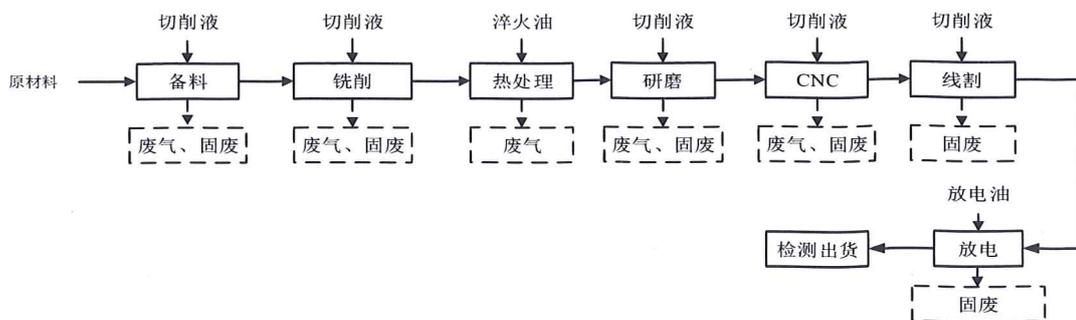 切削液 切削液 淬火油 切削液 切削液 切削液
原材料 备料 铣削 热处理 研磨 CNC 线割
废气、固废 废气、固废 废气 废气、固废 废气、固废 固废
放电油
检测出货 放电
固废